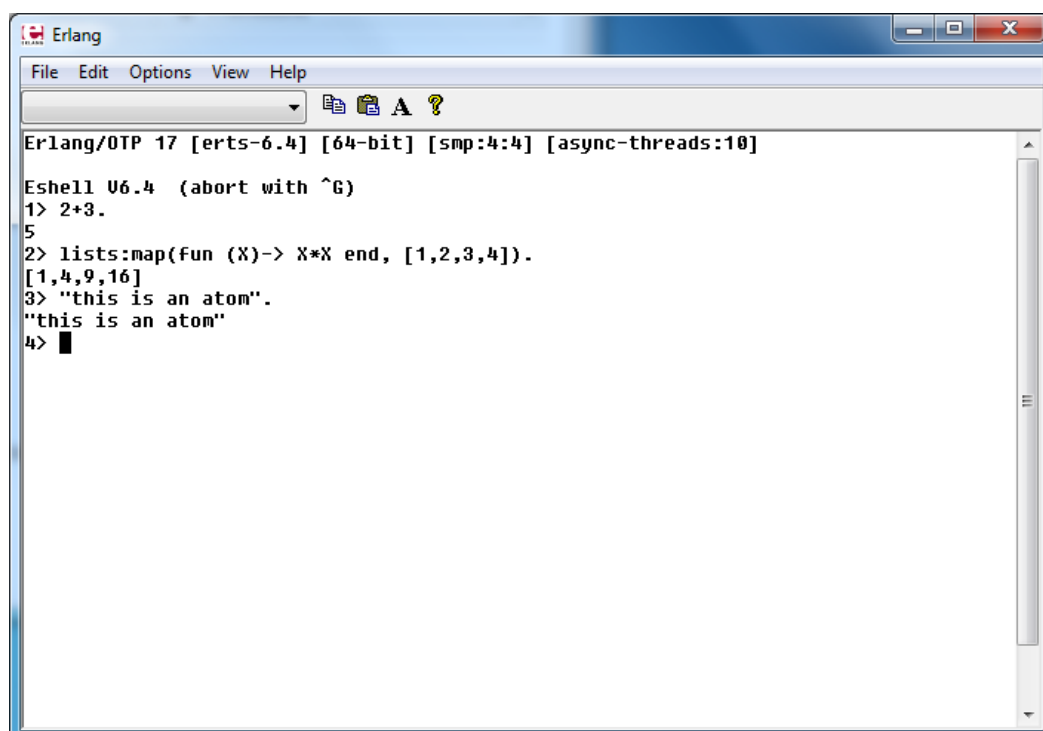 Erlang
File Edit Options View Help
Erlang/OTP 17 [erts-6.4] [64-bit] [smp:4:4] [async-threads:10]
Eshell V6.4  (abort with ^G)
1> 2+3.
5
2> lists:map(fun (X)-> X*X end, [1,2,3,4]).
[1,4,9,16]
3> "this is an atom".
"this is an atom"
4>